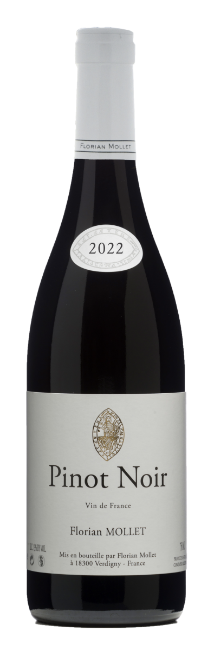 FLORIAN MOLLET
2022
Pinot Noir
Vin de France
Florian MOLLET
Mis en bouteille par Florian Mollet
à 18300 Verdigny - France